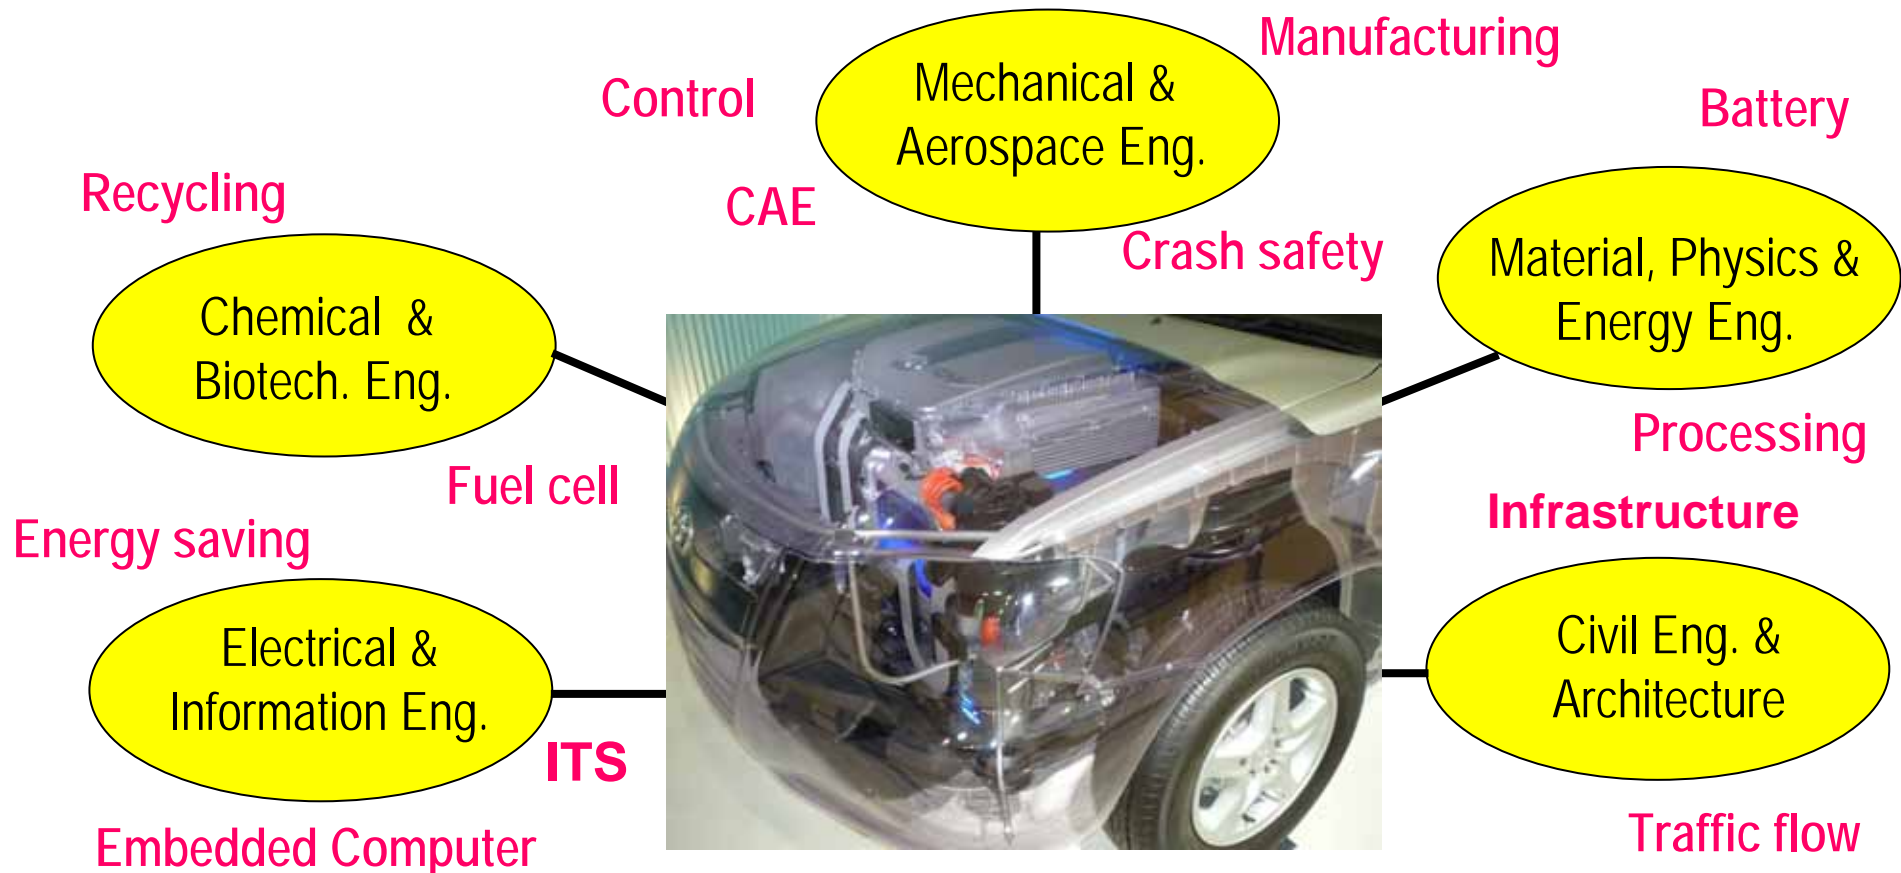 Manufacturing
Control
Mechanical &
Aerospace Eng.
CAE
Crash safety
Battery
Material, Physics &
Energy Eng.
Processing
Recycling
Chemical &
Biotech. Eng.
Fuel cell
Energy saving
Electrical &
Information Eng.
ITS
Embedded Computer
Infrastructure
Civil Eng. &
Architecture
Traffic flow